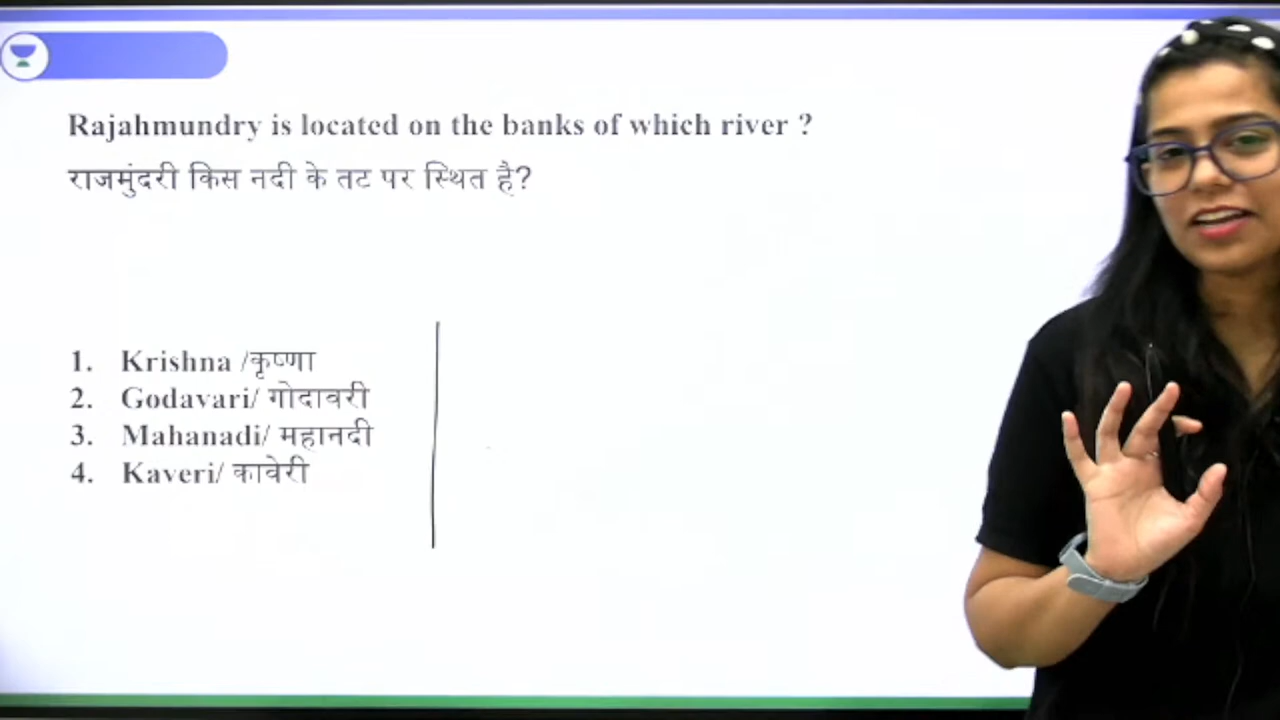 Rajahmundry is located on the banks of which river ?
राजमुंदरी किस नदी के तट पर स्थित है?
1. Krishna /कृष्णा
2. Godavari/ गोदावरी
3. Mahanadi/ महानदी
4. Kaveri/ कावेरी